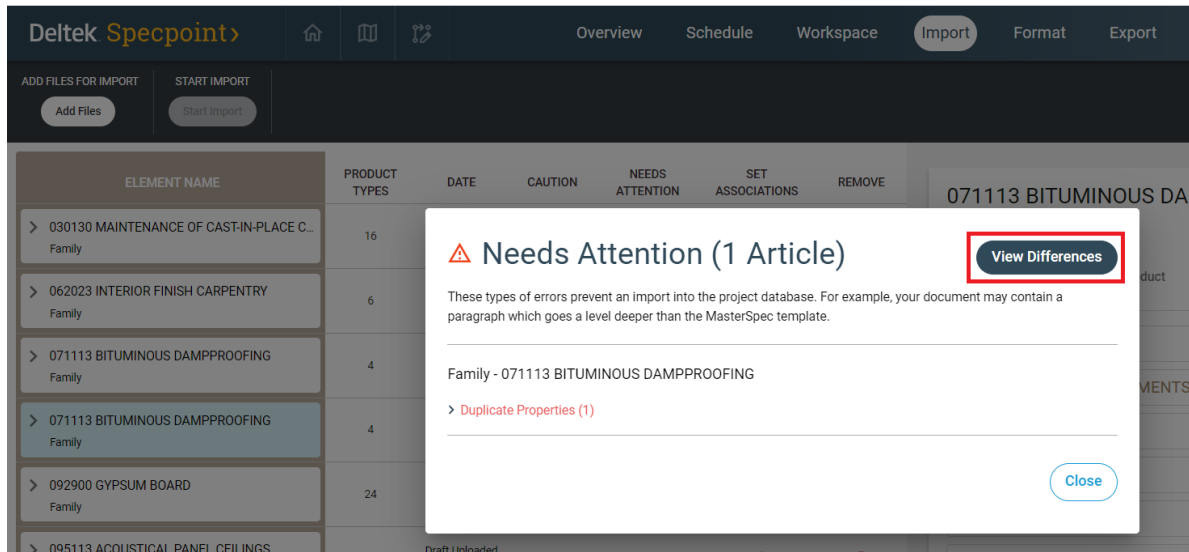 Deltek Specpoint>
Overview Schedule Workspace Import Format Export
ADD FILES FOR IMPORT START IMPORT
Add Files Start Import
ELEMENT NAME PRODUCT TYPES DATE CAUTION NEEDS ATTENTION SET ASSOCIATIONS REMOVE
071113 BITUMINOUS DA
030130 MAINTENANCE OF CAST-IN-PLACE C...
Family
16
062023 INTERIOR FINISH CARPENTRY
Family
6
071113 BITUMINOUS DAMPPROOFING
Family
4
071113 BITUMINOUS DAMPPROOFING
Family
4
092900 GYPSUM BOARD
Family
24
095113 ACOUSTICAL PANEL CEILINGS
Draft Uploaded
Needs Attention (1 Article)
View Differences
These types of errors prevent an import into the project database. For example, your document may contain a
paragraph which goes a level deeper than the MasterSpec template.
Family - 071113 BITUMINOUS DAMPPROOFING
> Duplicate Properties (1)
Close
duct
MENTS